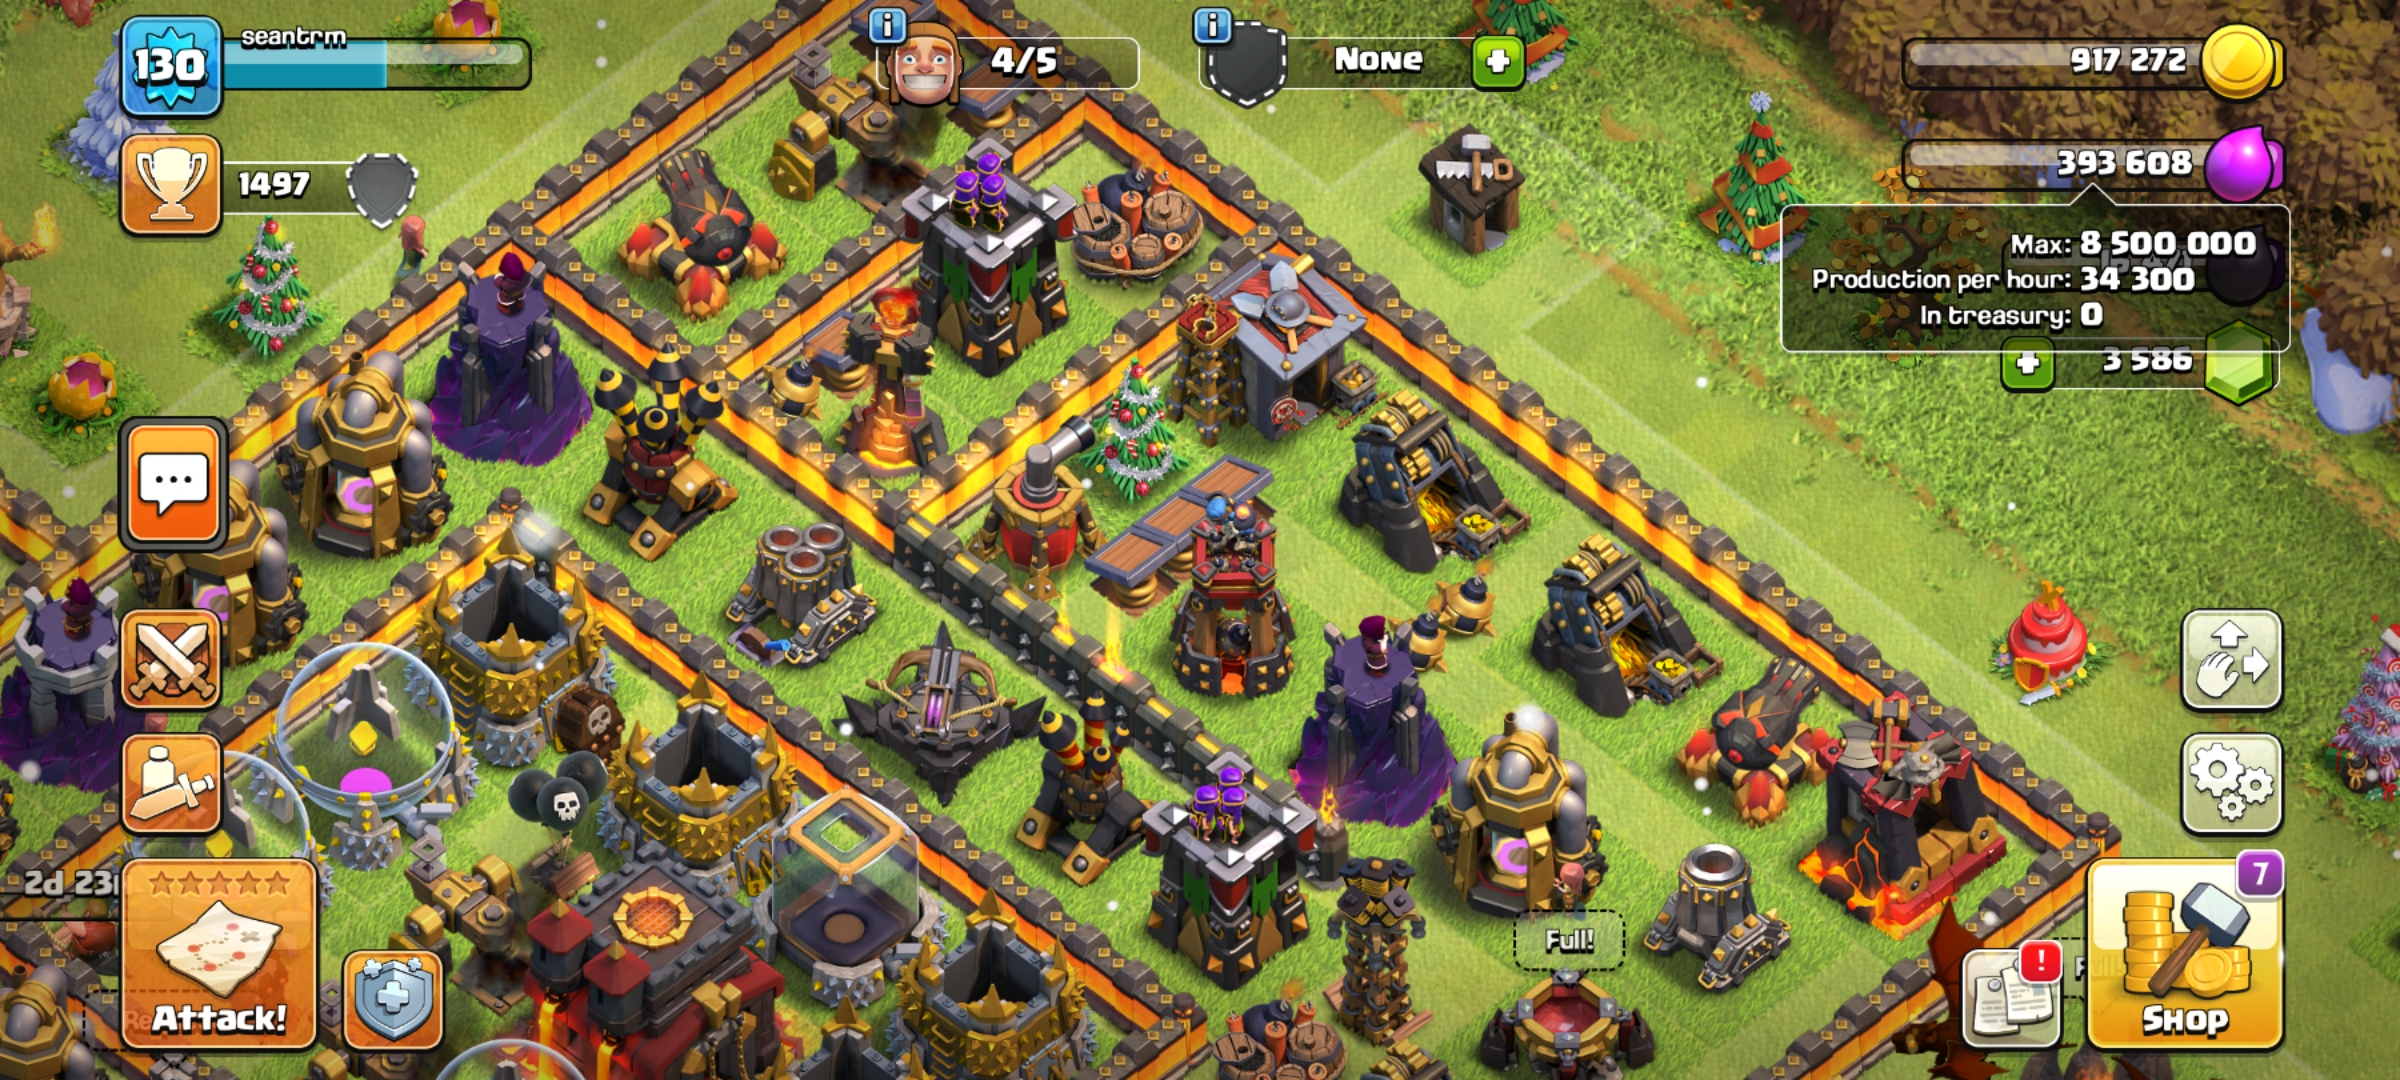 130
seantrm
4/5
None
917 272
1497
393 608
Max: 8 500 000
Production per hour: 34 300
In treasury: 0
3 586
2d 23
7
Full!
Attack!
Shop